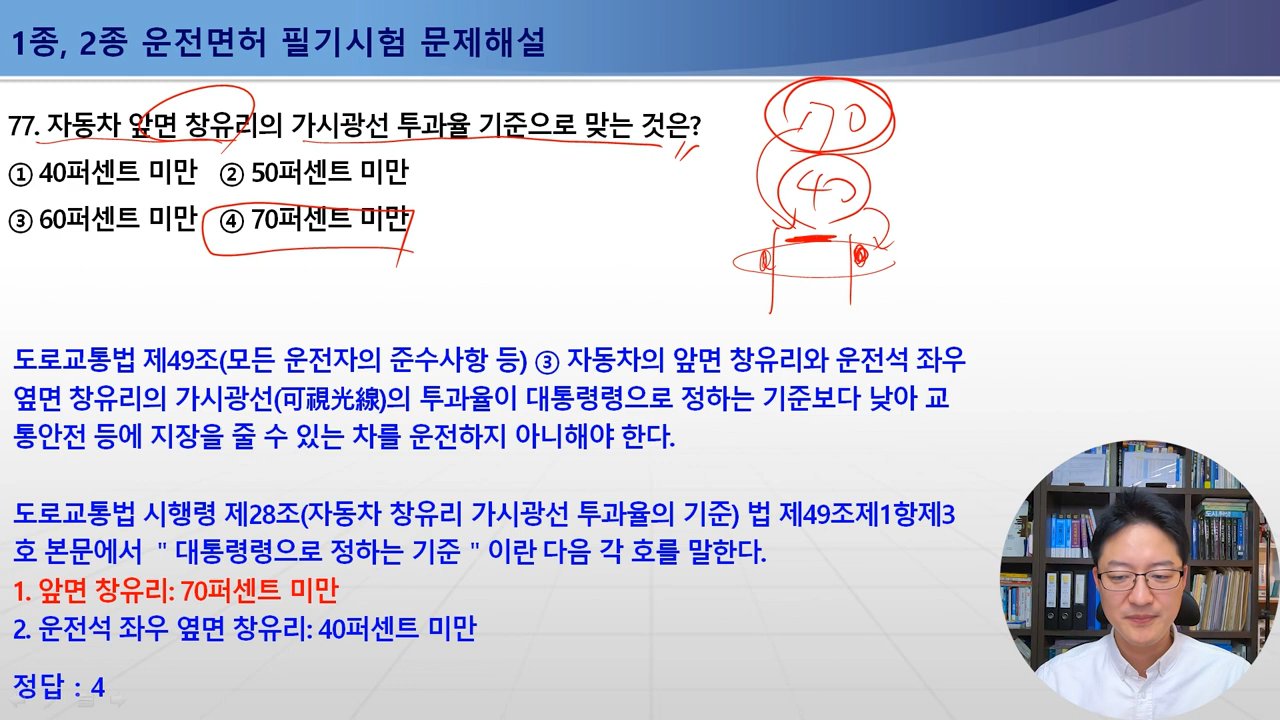 1종, 2종 운전면허 필기시험 문제해설
77. 자동차 앞면 창유리의 가시광선 투과율 기준으로 맞는 것은?
① 40퍼센트 미만 ② 50퍼센트 미만
③ 60퍼센트 미만 ④ 70퍼센트 미만
70
40
도로교통법 제49조(모든 운전자의 준수사항 등) ③ 자동차의 앞면 창유리와 운전석 좌우
옆면 창유리의 가시광선(可視光線)의 투과율이 대통령령으로 정하는 기준보다 낮아 교
통안전 등에 지장을 줄 수 있는 차를 운전하지 아니해야 한다.
도로교통법 시행령 제28조(자동차 창유리 가시광선 투과율의 기준) 법 제49조제1항제3
호 본문에서 "대통령령으로 정하는 기준"이란 다음 각 호를 말한다.
1. 앞면 창유리: 70퍼센트 미만
2. 운전석 좌우 옆면 창유리: 40퍼센트 미만
정답 : 4